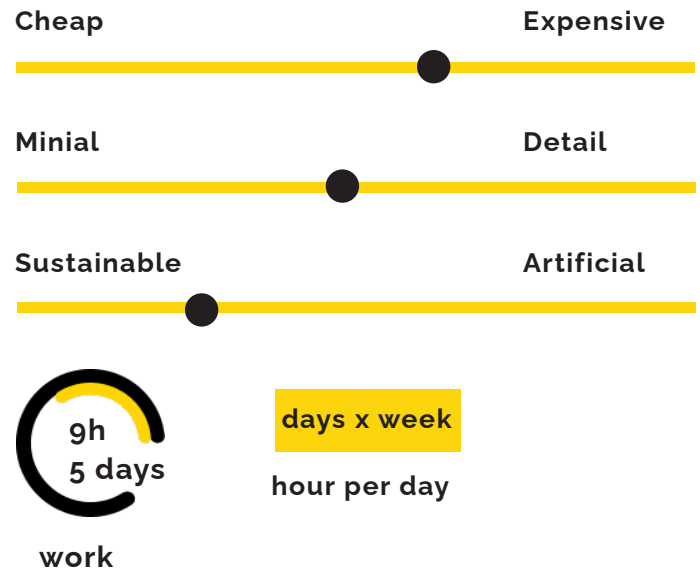 Cheap
Expensive
Minial
Detail
Sustainable
Artificial
9h
5 days
work
days x week
hour per day